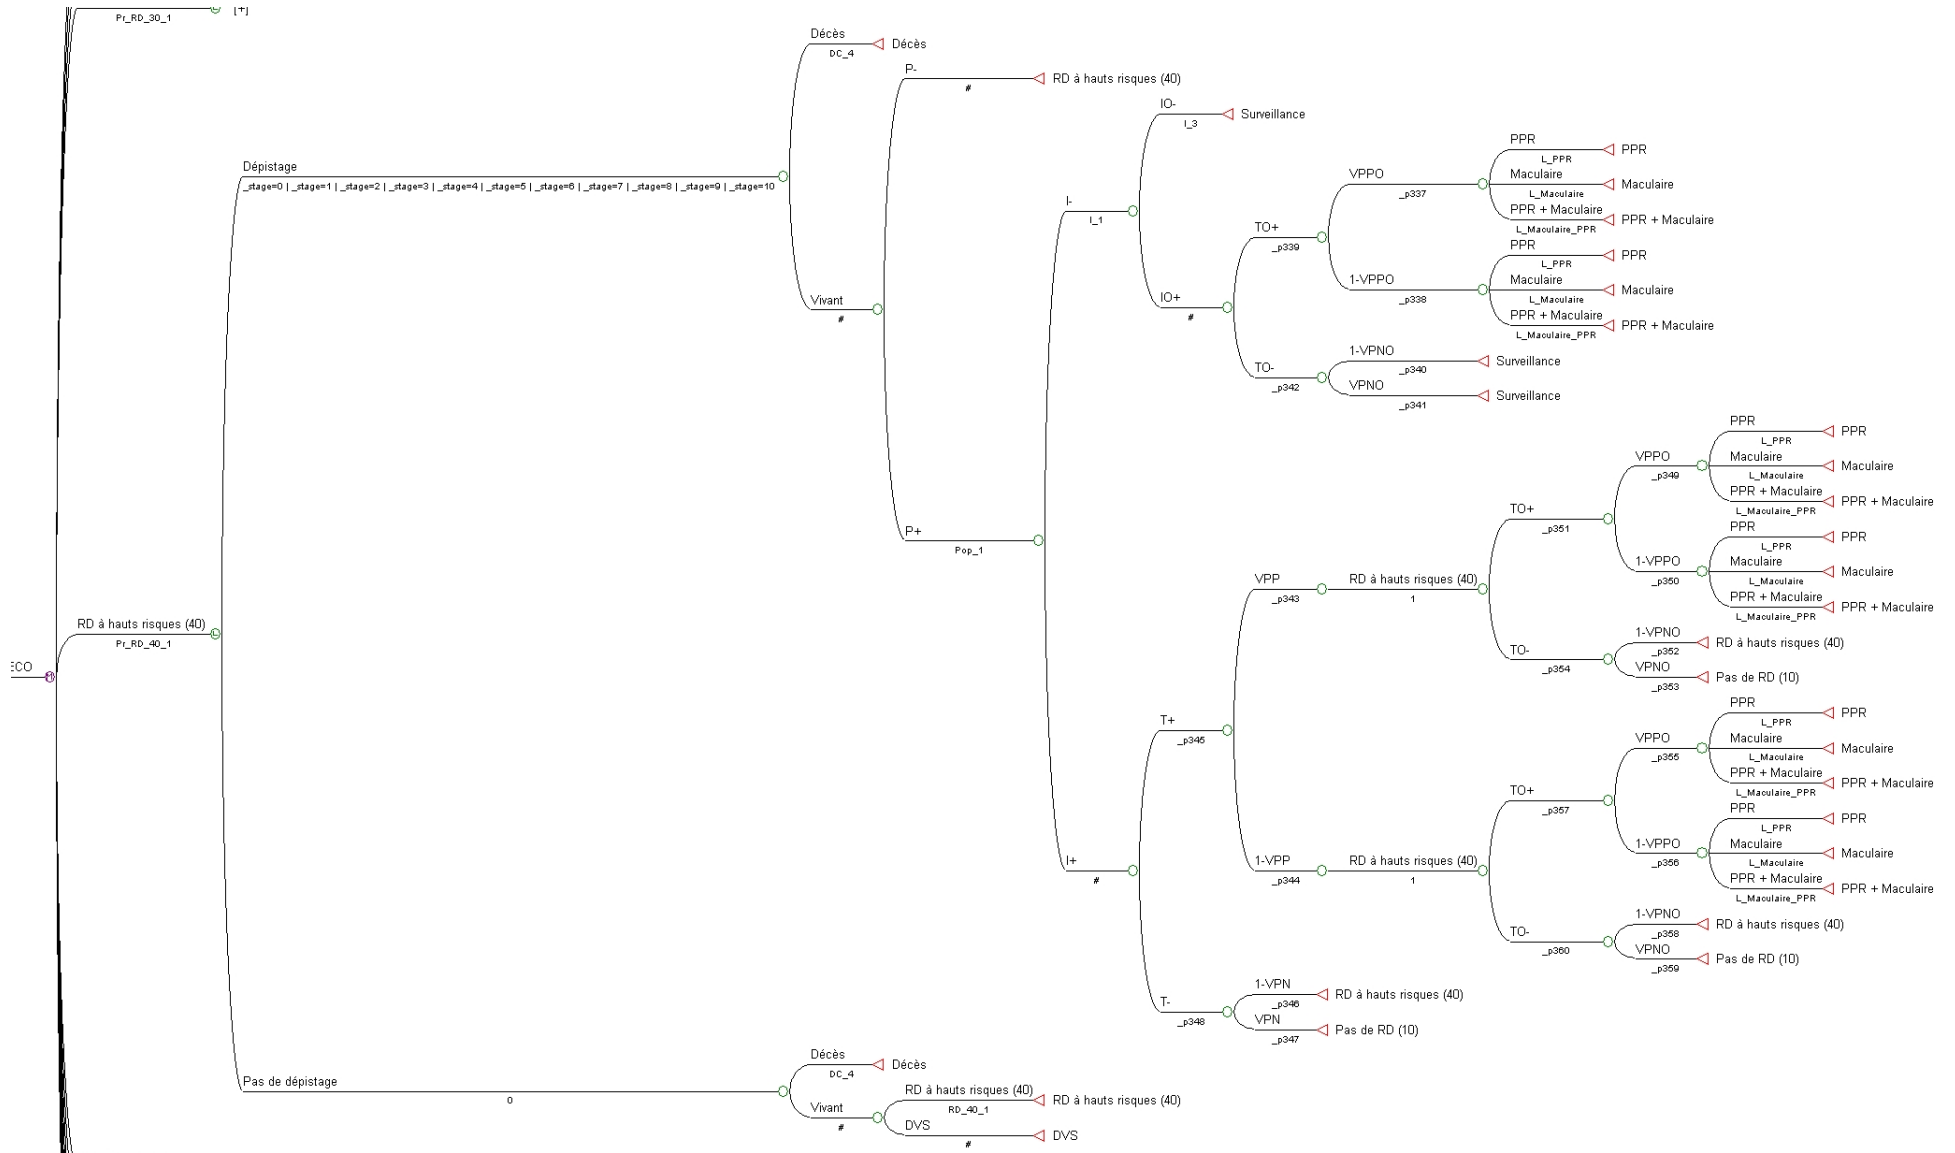 Pr_RD_30_1
[+]
Décès
DC_4
Décès
P-
#
RD à hauts risques (40)
IO-
I_3
Surveillance
Dépistage
_stage=0 | _stage=1 | _stage=2 | _stage=3 | _stage=4 | _stage=5 | _stage=6 | _stage=7 | _stage=8 | _stage=9 | _stage=10
PPR
L_PPR
PPR
Maculaire
L_Maculaire
Maculaire
PPR + Maculaire
L_Maculaire_PPR
PPR + Maculaire
VPPO
_p337
I-
I_1
TO+
_p339
PPR
L_PPR
PPR
Maculaire
L_Maculaire
Maculaire
PPR + Maculaire
L_Maculaire_PPR
PPR + Maculaire
1-VPPO
_p338
Vivant
#
IO+
#
TO-
_p342
1-VPNO
_p340
Surveillance
VPNO
_p341
Surveillance
PPR
L_PPR
PPR
Maculaire
L_Maculaire
Maculaire
PPR + Maculaire
L_Maculaire_PPR
PPR + Maculaire
VPPO
_p349
TO+
_p351
P+
Pop_1
PPR
L_PPR
PPR
Maculaire
L_Maculaire
Maculaire
PPR + Maculaire
L_Maculaire_PPR
PPR + Maculaire
1-VPPO
_p350
VPP
_p343
RD à hauts risques (40)
1
RD à hauts risques (40)
Pr_RD_40_1
ECO
M
TO-
_p354
1-VPNO
_p352
RD à hauts risques (40)
VPNO
_p353
Pas de RD (10)
T+
_p345
PPR
L_PPR
PPR
Maculaire
L_Maculaire
Maculaire
PPR + Maculaire
L_Maculaire_PPR
PPR + Maculaire
VPPO
_p355
TO+
_p357
PPR
L_PPR
PPR
Maculaire
L_Maculaire
Maculaire
PPR + Maculaire
L_Maculaire_PPR
PPR + Maculaire
1-VPPO
_p356
I+
#
1-VPP
_p344
RD à hauts risques (40)
1
TO-
_p360
1-VPNO
_p358
RD à hauts risques (40)
VPNO
_p359
Pas de RD (10)
T-
_p348
1-VPN
_p346
RD à hauts risques (40)
VPN
_p347
Pas de RD (10)
Pas de dépistage
0
Décès
DC_4
Décès
Vivant
#
RD à hauts risques (40)
RD_40_1
RD à hauts risques (40)
DVS
#
DVS